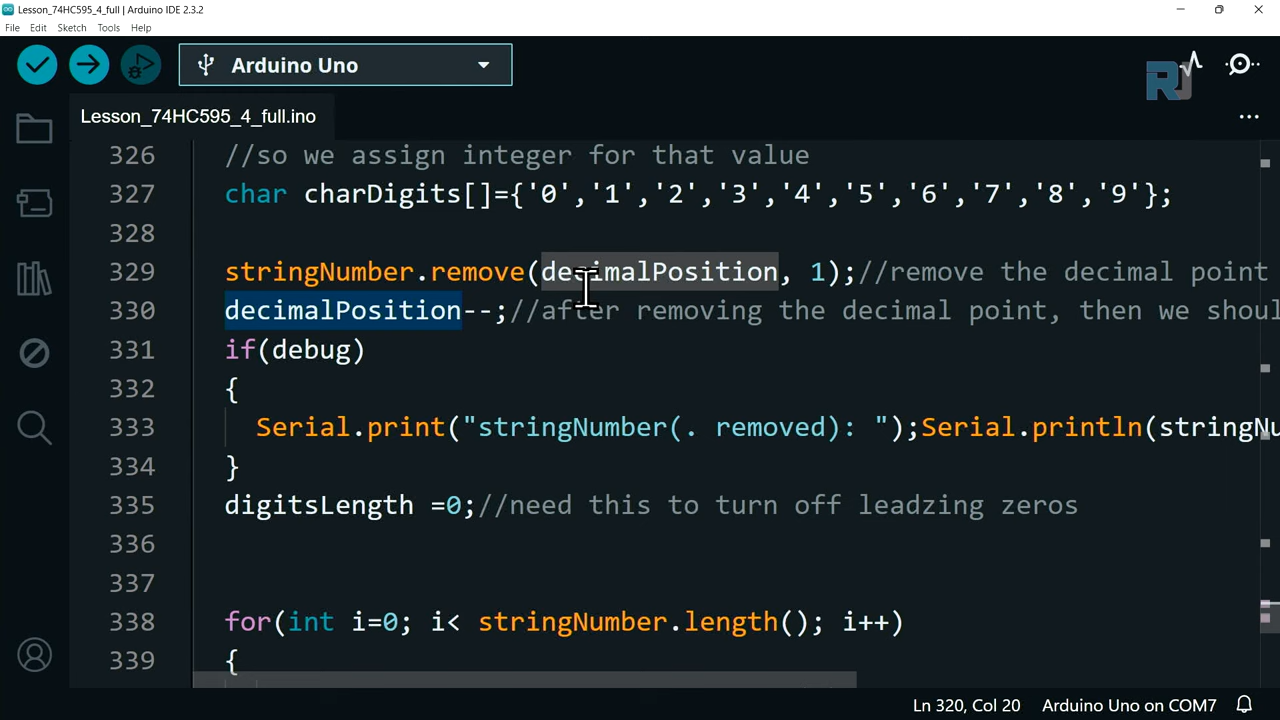 Lesson_74HC595_4_full | Arduino IDE 2.3.2
File Edit Sketch Tools Help
Arduino Uno
RJ
Lesson_74HC595_4_full.ino
326 //so we assign integer for that value
327 char charDigits[]={'0','1','2','3','4','5','6','7','8','9'};
328
329 stringNumber.remove(decimalPosition, 1);//remove the decimal point
330 decimalPosition--;//after removing the decimal point, then we shoul
331 if(debug)
332 {
333 Serial.print("stringNumber(. removed): ");Serial.println(stringNu
334 }
335 digitsLength =0;//need this to turn off leadzing zeros
336
337
338 for(int i=0; i< stringNumber.length(); i++)
339 {
Ln 320, Col 20 Arduino Uno on COM7